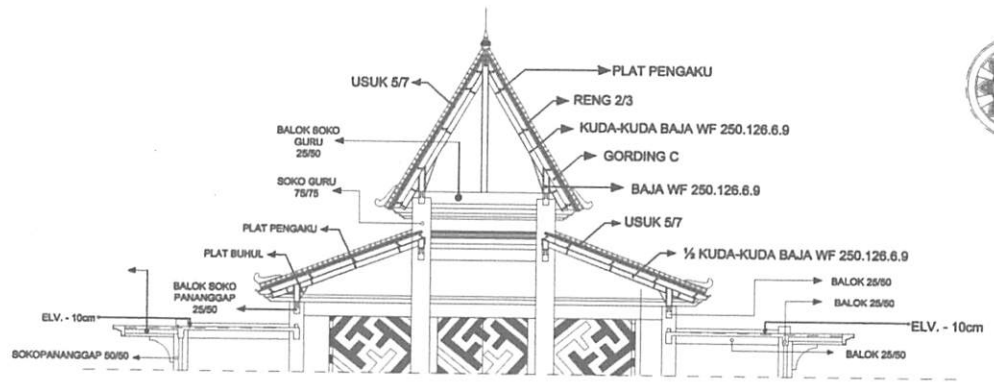 USUK 5/7
PLAT PENGAKU
RENG 2/3
KUDA-KUDA BAJA WF 250.126.6.9
GORDING C
BAJA WF 250.126.6.9
BALOK SOKO
GURU
25/50
SOKO GURU
75/75
PLAT PENGAKU
PLAT BUHUL
USUK 5/7
½ KUDA-KUDA BAJA WF 250.126.6.9
BALOK SOKO
PANANGGAP
25/50
BALOK 25/50
BALOK 25/50
ELV. - 10cm
ELV. - 10cm
SOKOPANANGGAP 50/50
BALOK 25/50